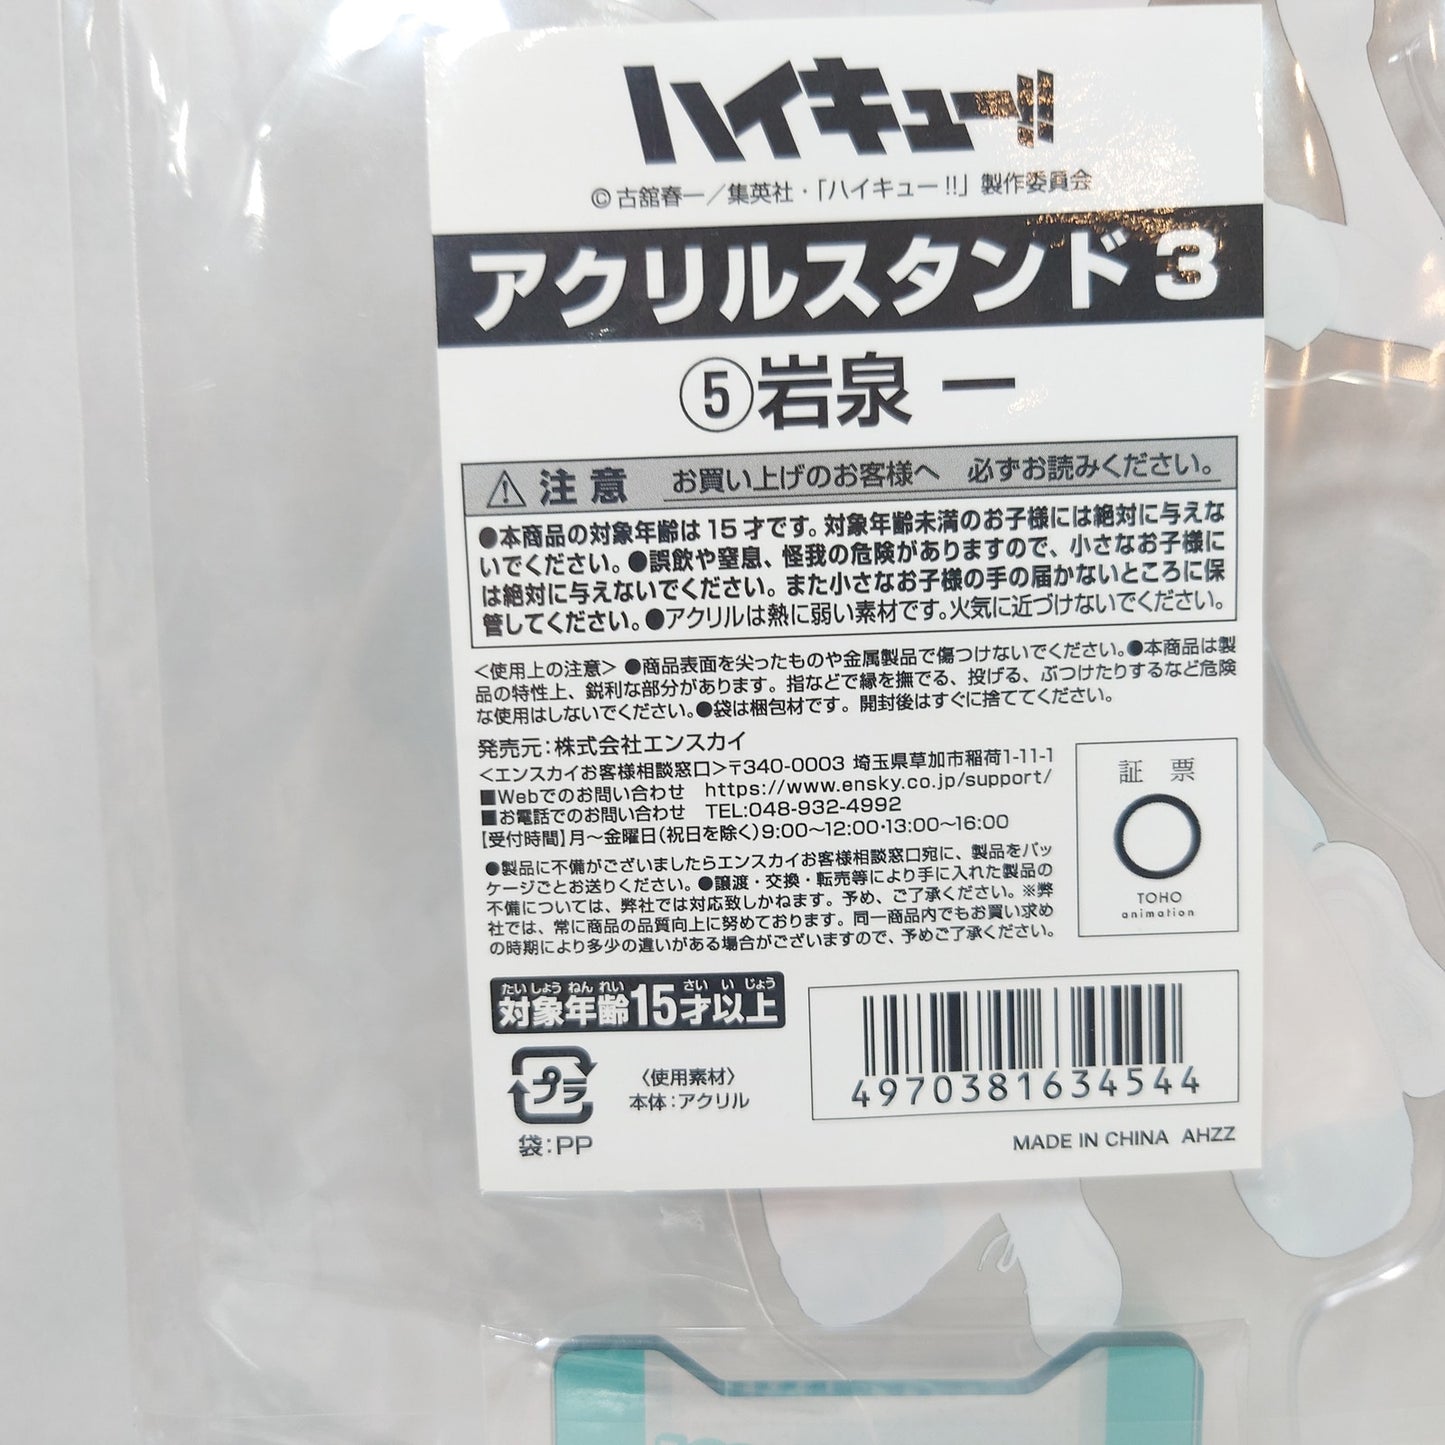 ハイキュー!!
©古舘春一／集英社・「ハイキュー!!」製作委員会
アクリルスタンド3
⑤岩泉 一
⚠注意 お買い上げのお客様へ 必ずお読みください。
●本商品の対象年齢は15才です。対象年齢未満のお子様には絶対に与えな
いでください。●誤飲や窒息、怪我の危険がありますので、小さなお子様に
は絶対に与えないでください。また小さなお子様の手の届かないところに保
管してください。●アクリルは熱に弱い素材です。火気に近づけないでください。
<使用上の注意> ●商品表面を尖ったものや金属製品で傷つけないでください。●本商品は製
品の特性上、鋭利な部分があります。指などで縁を撫でる、投げる、ぶつけたりするなど危険
な使用はしないでください。●袋は梱包材です。開封後はすぐに捨ててください。
発売元:株式会社エンスカイ
<エンスカイお客様相談窓口>〒340-0003 埼玉県草加市稲荷1-11-1
■Webでのお問い合わせ https://www.ensky.co.jp/support/
■お電話でのお問い合わせ TEL:048-932-4992
【受付時間】月〜金曜日(祝日を除く)9:00〜12:00・13:00〜16:00
●製品に不備がございましたらエンスカイお客様相談窓口宛に、製品をパッ
ケージごとお送りください。●譲渡・交換・転売等により手に入れた製品の
不備については、弊社では対応致しかねます。予め、ご了承ください。※弊
社では、常に商品の品質向上に努めております。同一商品内でもお買い求め
の時期により多少の違いがある場合がございますので、予めご了承ください。
証 票
TOHO
animation
たいしょうねんれい さい いじょう
対象年齢15才以上
プラ
袋:PP
〈使用素材〉
本体:アクリル
4970381634544
MADE IN CHINA AHZZ